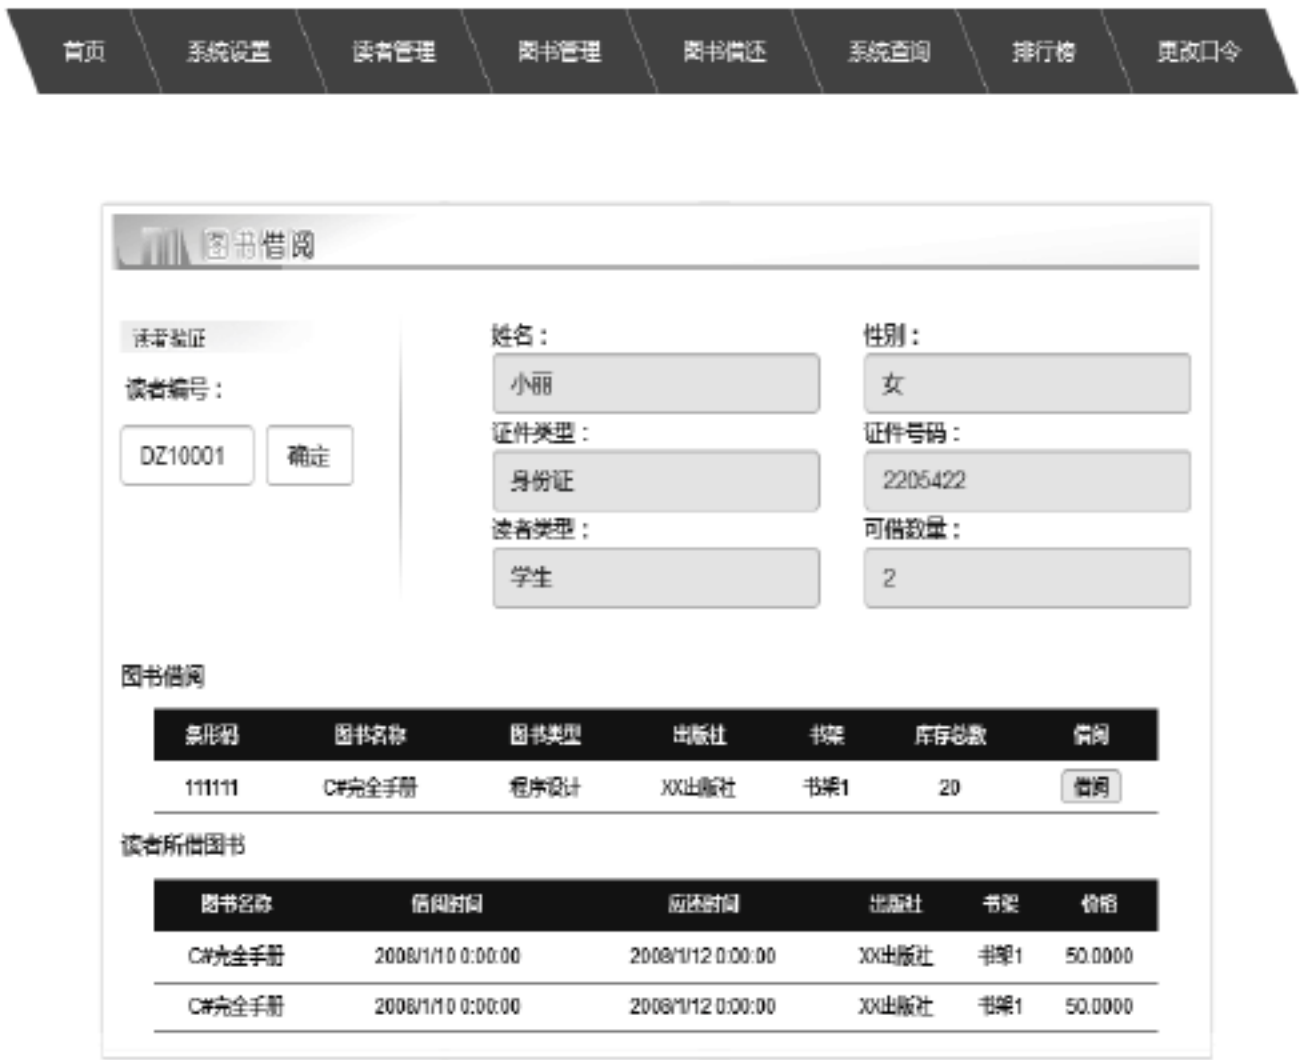 首页 系统设置 读者管理 图书管理 图书借还 系统查询 排行榜 更改口令
图书借阅
读者验证
读者编号：
DZ10001 确定
姓名： 性别：
小丽 女
证件类型： 证件号码：
身份证 2205422
读者类型： 可借数量：
学生 2
图书借阅
条形码 图书名称 图书类型 出版社 书架 库存总数 借阅
111111 C#完全手册 程序设计 XX出版社 书架1 20 借阅
读者所借图书
图书名称 借阅时间 应还时间 出版社 书架 价格
C#完全手册 2008/1/10 0:00:00 2008/1/12 0:00:00 XX出版社 书架1 50.0000
C#完全手册 2008/1/10 0:00:00 2008/1/12 0:00:00 XX出版社 书架1 50.0000